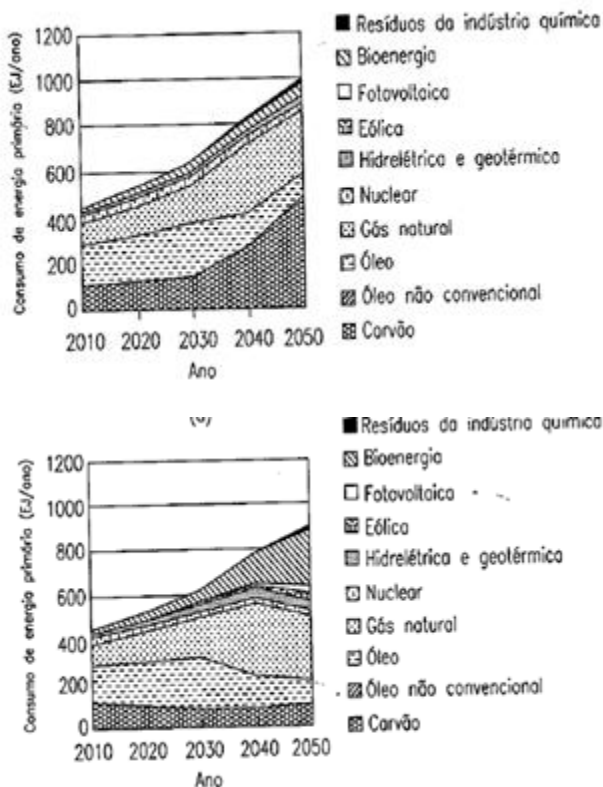 Consumo de energia primária (EJ/ano)
1200
1000
800
600
400
200
0
2010 2020 2030 2040 2050
Ano
Resíduos da indústria química
Bioenergia
Fotovoltaica
Eólica
Hidrelétrica e geotérmica
Nuclear
Gás natural
Óleo
Óleo não convencional
Carvão
Consumo de energia primária (EJ/ano)
1200
1000
800
600
400
200
0
2010 2020 2030 2040 2050
Ano
Resíduos da indústria química
Bioenergia
Fotovoltaica
Eólica
Hidrelétrica e geotérmica
Nuclear
Gás natural
Óleo
Óleo não convencional
Carvão